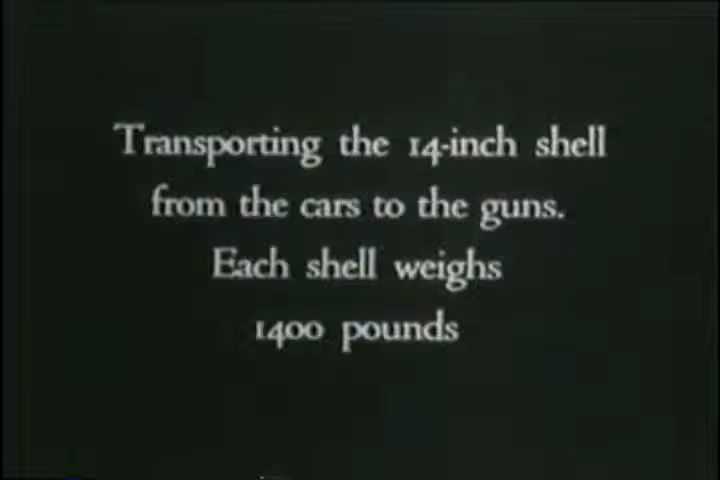 Transporting the 14-inch shell
from the cars to the guns.
Each shell weighs
1400 pounds